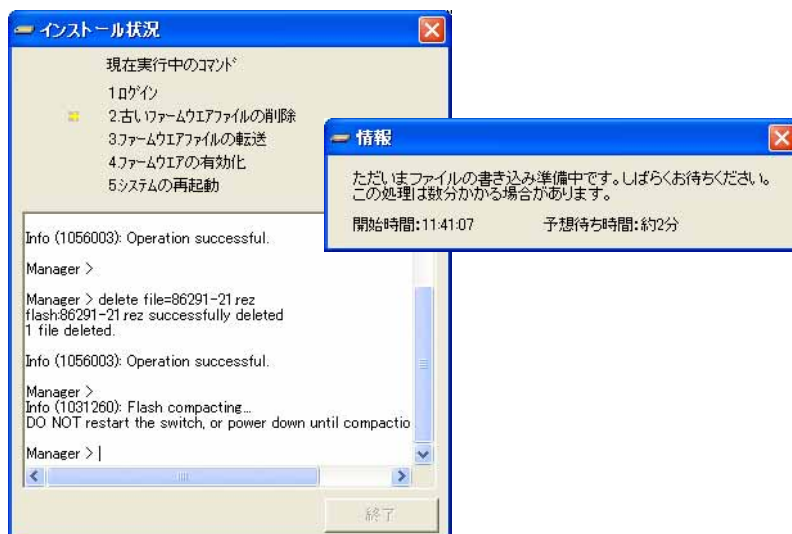 インストール状況
現在実行中のコマンド
1.ログイン
2.古いファームウエアファイルの削除
3.ファームウエアファイルの転送
4.ファームウエアの有効化
5.システムの再起動
Info (1056003): Operation successful.
Manager >
Manager > delete file=86291-21.rez
flash:86291-21.rez successfully deleted
1 file deleted.
Info (1056003): Operation successful.
Manager >
Info (1031260): Flash compacting...
DO NOT restart the switch, or power down until compactio
Manager >
終了
情報
ただいまファイルの書き込み準備中です。しばらくお待ちください。
この処理は数分かかる場合があります。
開始時間:11:41:07 予想待ち時間:約2分